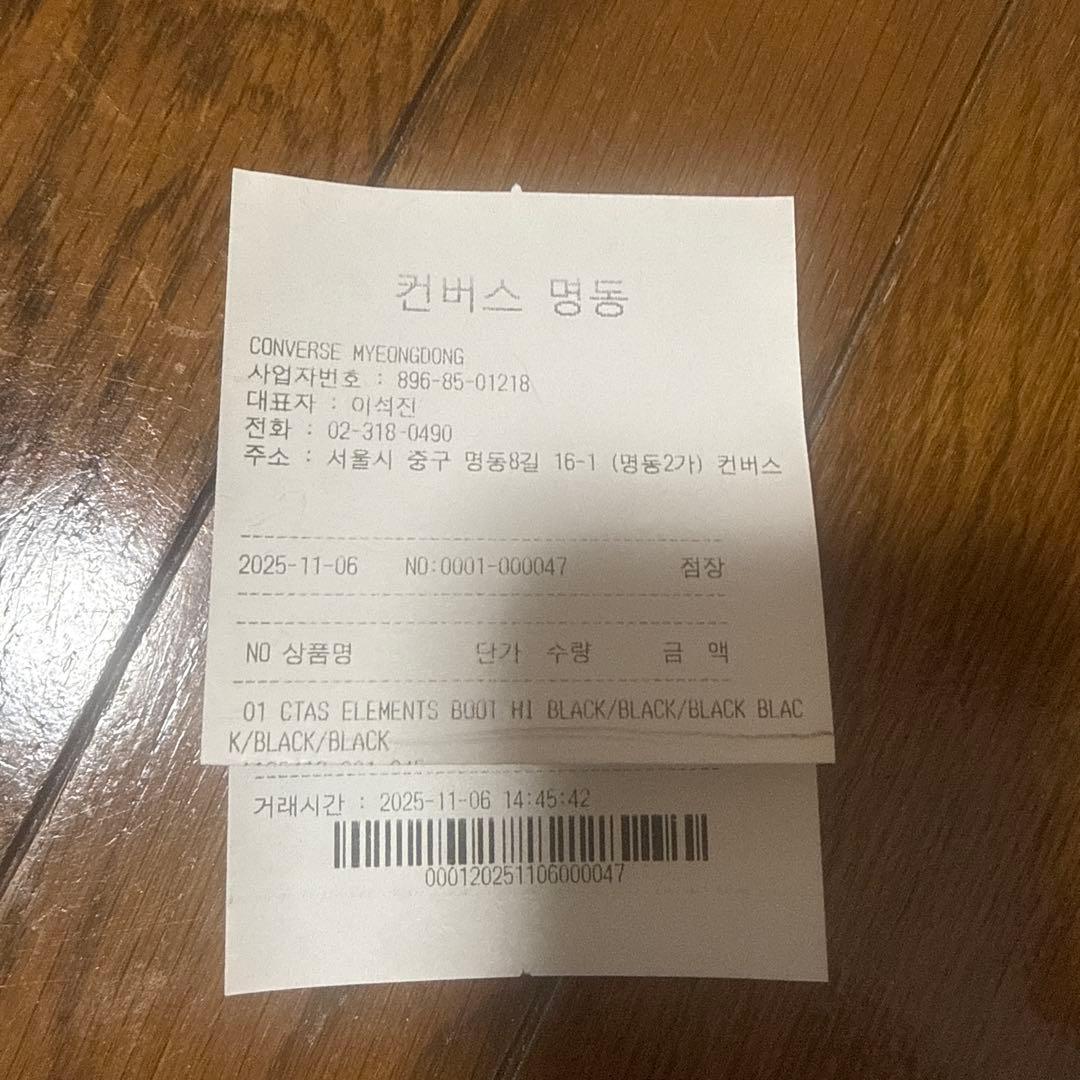 컨버스 명동
CONVERSE MYEONGDONG
사업자번호 : 896-85-01218
대표자 : 이석진
전화 : 02-318-0490
주소 : 서울시 중구 명동8길 16-1 (명동2가) 컨버스
2025-11-06 NO:0001-000047 점장
NO 상품명 단가 수량 금 액
01 CTAS ELEMENTS BOOT HI BLACK/BLACK/BLACK BLAC
K/BLACK/BLACK
거래시간 : 2025-11-06 14:45:42
000120251106000047